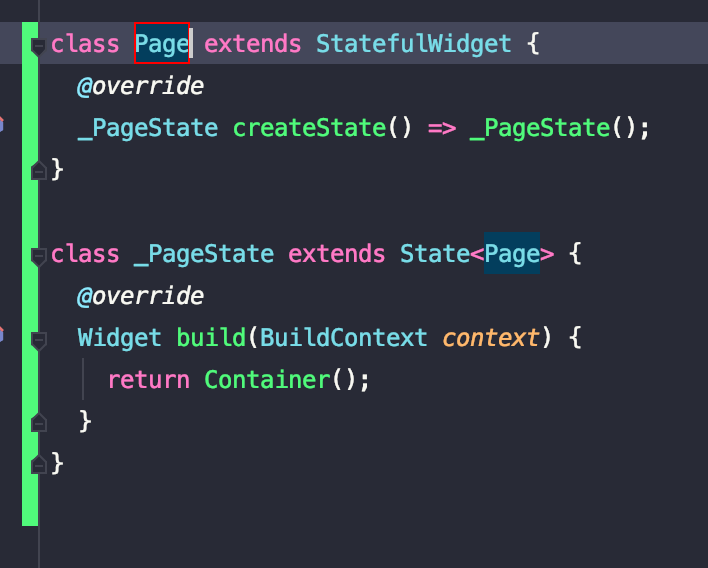 class Page extends StatefulWidget {
  @override
  _PageState createState() => _PageState();
}
class _PageState extends State<Page> {
  @override
  Widget build(BuildContext context) {
    return Container();
  }
}